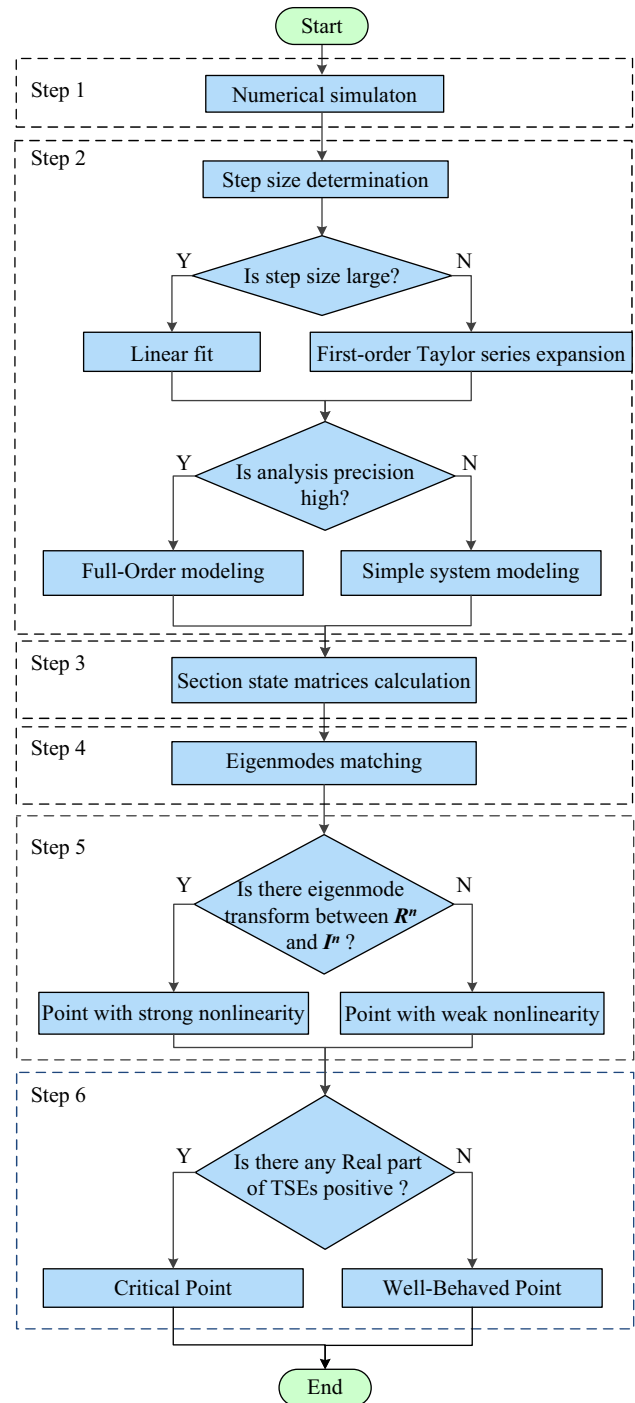 Start
Step 1
Numerical simulaton
Step 2
Step size determination
Y
Is step size large?
N
Linear fit
First-order Taylor series expansion
Y
Is analysis precision
high?
N
Full-Order modeling
Simple system modeling
Step 3
Section state matrices calculation
Step 4
Eigenmodes matching
Step 5
Y
Is there eigenmode
transform between Rⁿ
and Iⁿ ?
N
Point with strong nonlinearity
Point with weak nonlinearity
Step 6
Y
Is there any Real part
of TSEs positive ?
N
Critical Point
Well-Behaved Point
End